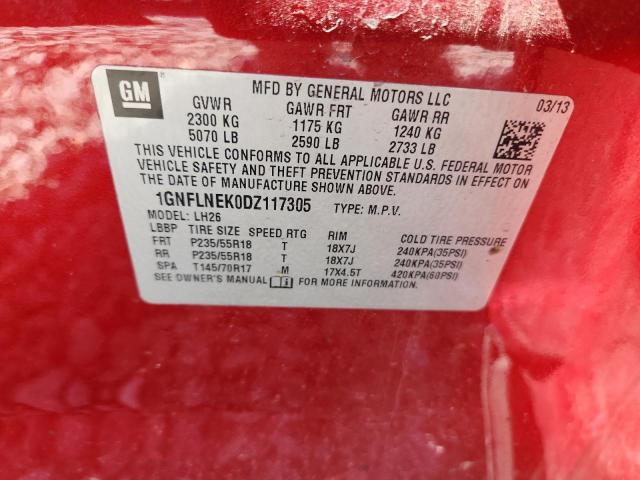 GM
MFD BY GENERAL MOTORS LLC 03/13
GVWR GAWR FRT GAWR RR
2300 KG 1175 KG 1240 KG
5070 LB 2590 LB 2733 LB
THIS VEHICLE CONFORMS TO ALL APPLICABLE U.S. FEDERAL MOTOR
VEHICLE SAFETY AND THEFT PREVENTION STANDARDS IN EFFECT ON
THE DATE OF MANUFACTURE SHOWN ABOVE.
1GNFLNEK0DZ117305 TYPE: M.P.V.
MODEL: LH26
LBBP TIRE SIZE SPEED RTG RIM COLD TIRE PRESSURE
FRT P235/55R18 T 18X7J 240KPA(35PSI)
RR P235/55R18 T 18X7J 240KPA(35PSI)
SPA T145/70R17 M 17X4.5T 420KPA(60PSI)
SEE OWNER'S MANUAL FOR MORE INFORMATION.